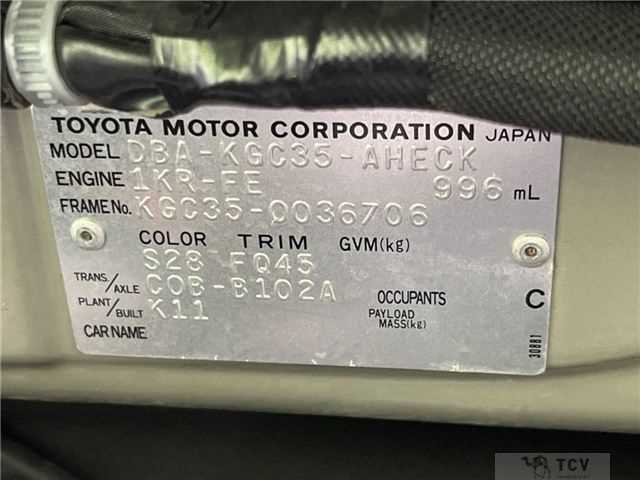 TOYOTA MOTOR CORPORATION JAPAN
MODEL DBA-KGC35-AHECK
ENGINE 1KR-FE 996 mL
FRAME No. KGC35-0036706
COLOR TRIM GVM(kg)
S28 FQ45
TRANS./AXLE C0B-B102A OCCUPANTS C
PLANT/BUILT K11 PAYLOAD MASS(kg)
CAR NAME
30881
TCV